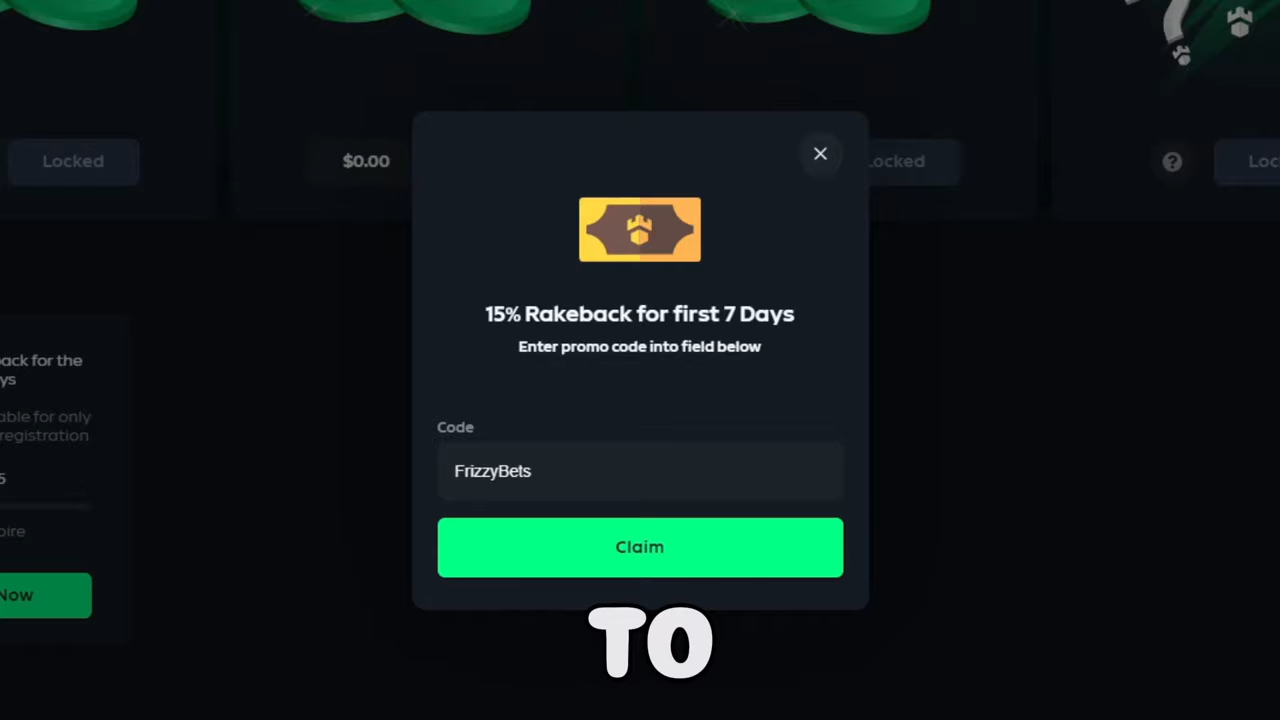 Locked
$0.00
Locked
?
Loc
15% Rakeback for first 7 Days
Enter promo code into field below
ack for the
ys
able for only
registration
Code
FrizzyBets
5
pire
Claim
Now
TO